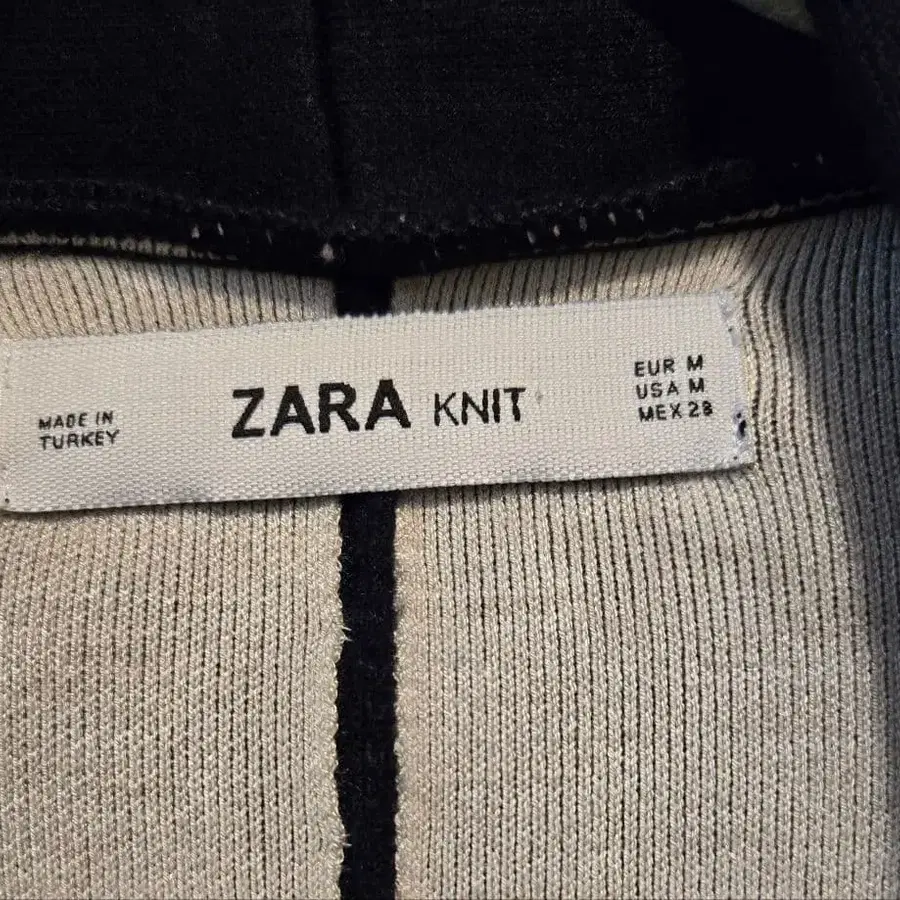 MADE IN
TURKEY
ZARA KNIT
EUR M
USA M
MEX 28